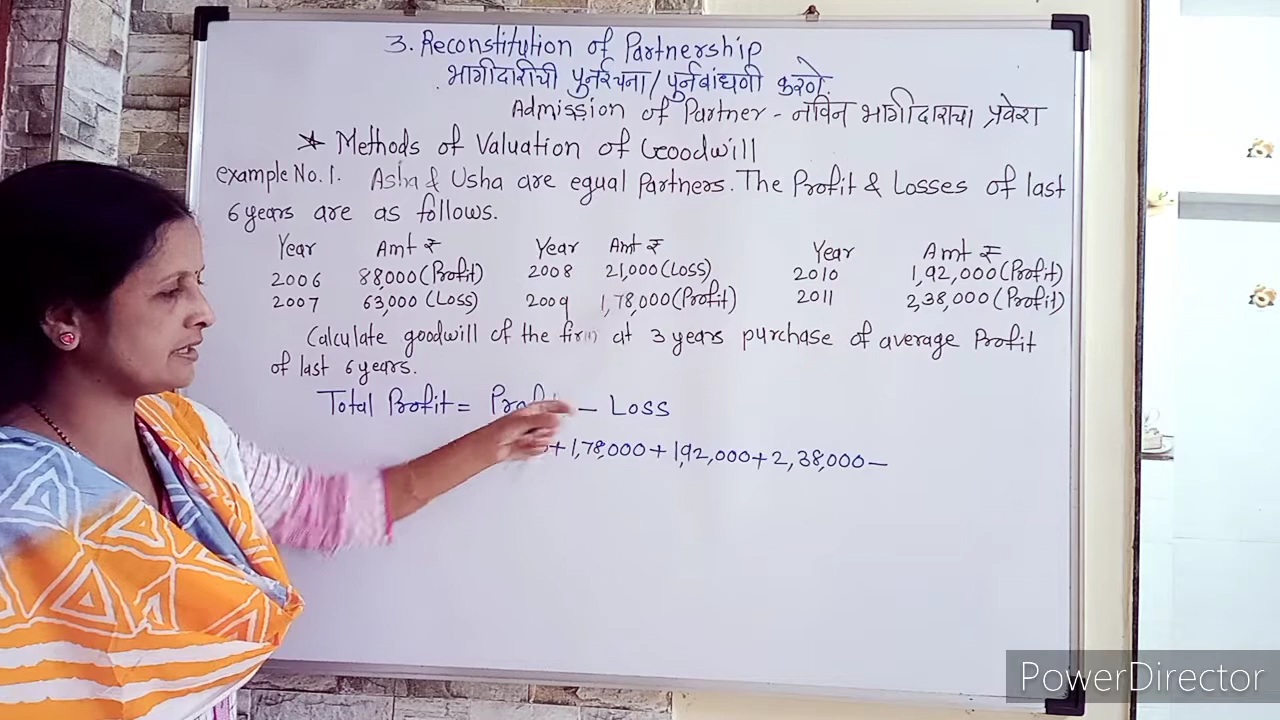 3. Reconstitution of Partnership
भागीदारीची पुर्नरचना / पुर्नबांधणी करणे.
Admission of Partner - नविन भागीदाराचा प्रवेश
★ Methods of Valuation of Goodwill
example No. 1. Asha & Usha are equal Partners. The Profit & Losses of last
6 years are as follows.
Year Amt ₹ Year Amt ₹ Year Amt ₹
2006 88,000 (Profit) 2008 21,000 (Loss) 2010 1,92,000 (Profit)
2007 63,000 (Loss) 2009 1,78,000 (Profit) 2011 2,38,000 (Profit)
Calculate goodwill of the firm at 3 years purchase of average Profit
of last 6 years.
Total Profit = Profit – Loss
+ 1,78,000 + 1,92,000 + 2,38,000 –
PowerDirector